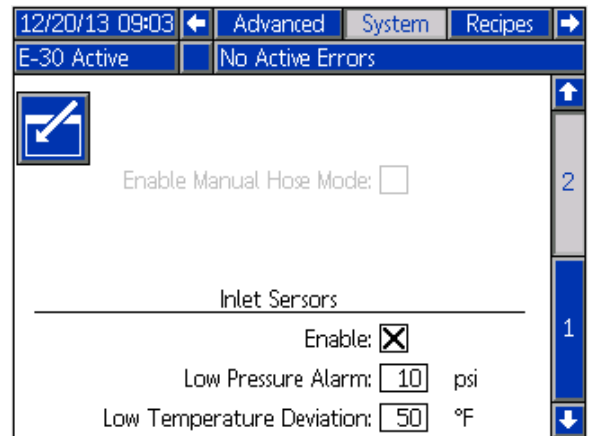 12/20/13 09:03 Advanced System Recipes
E-30 Active No Active Errors
Enable Manual Hose Mode:
2
Inlet Sersors
Enable:
1
Low Pressure Alarm: 10 psi
Low Temperature Deviation: 50 °F